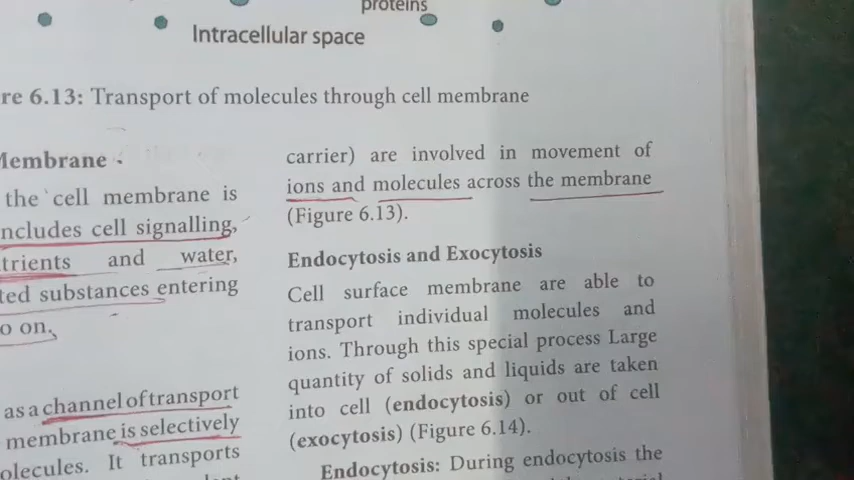 proteins
Intracellular space
re 6.13: Transport of molecules through cell membrane
Membrane
the cell membrane is
ncludes cell signalling,
trients and water,
ted substances entering
o on.
as a channel of transport
membrane is selectively
olecules. It transports
carrier) are involved in movement of
ions and molecules across the membrane
(Figure 6.13).
Endocytosis and Exocytosis
Cell surface membrane are able to
transport individual molecules and
ions. Through this special process Large
quantity of solids and liquids are taken
into cell (endocytosis) or out of cell
(exocytosis) (Figure 6.14).
Endocytosis: During endocytosis the